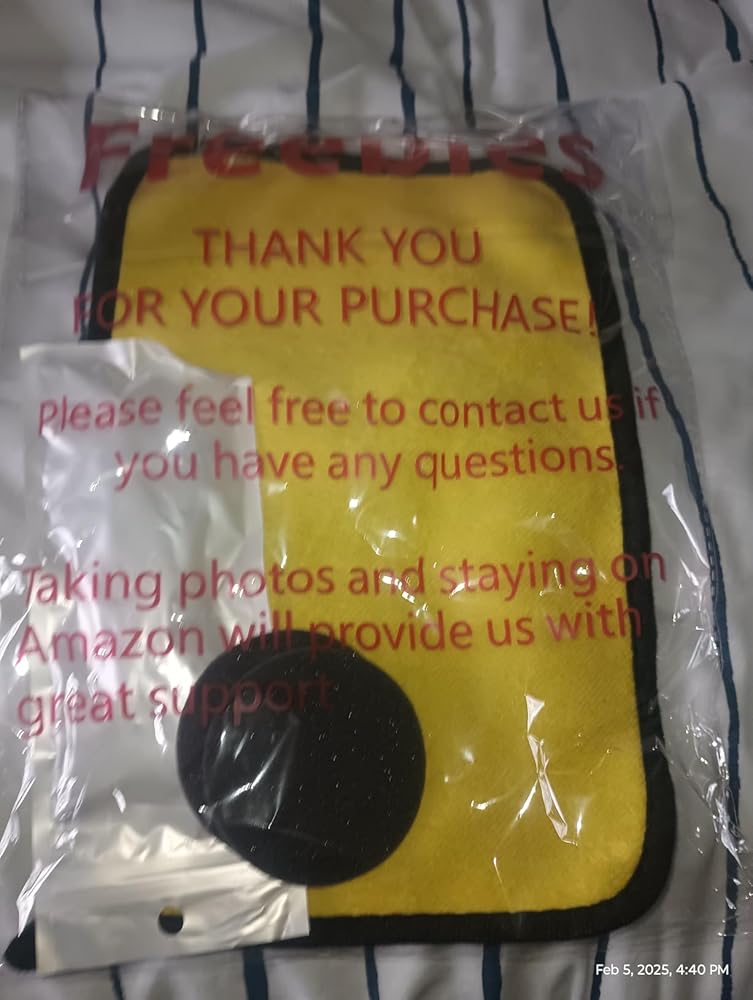 Freebies
THANK YOU
FOR YOUR PURCHASE!
Please feel free to contact us if
you have any questions.
Taking photos and staying on
Amazon will provide us with
great support
Feb 5, 2025, 4:40 PM